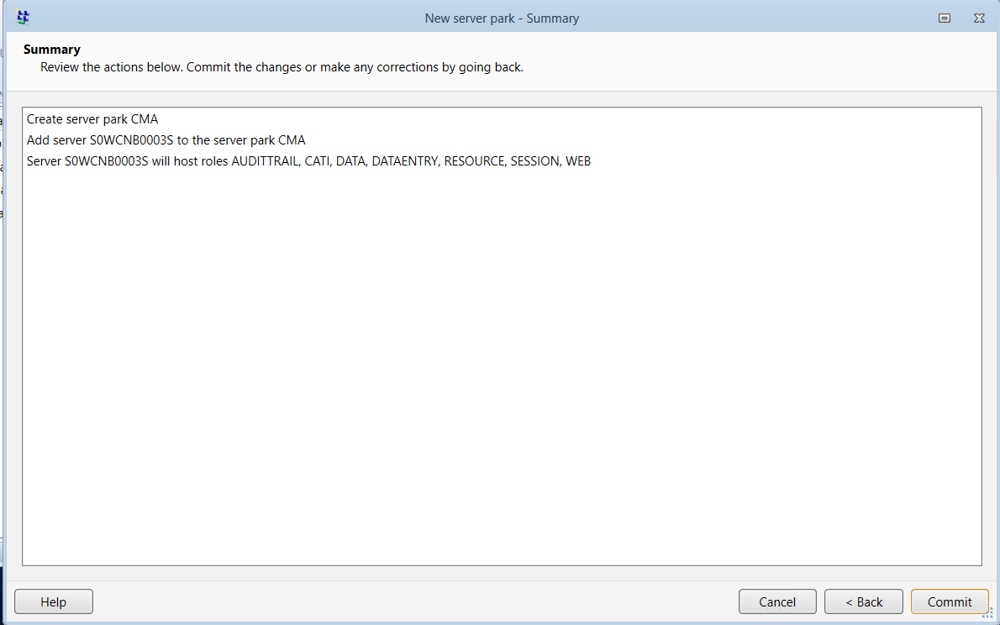 New server park - Summary
Summary
Review the actions below. Commit the changes or make any corrections by going back.
Create server park CMA
Add server S0WCNB0003S to the server park CMA
Server S0WCNB0003S will host roles AUDITTRAIL, CATI, DATA, DATAENTRY, RESOURCE, SESSION, WEB
Help
Cancel
< Back
Commit